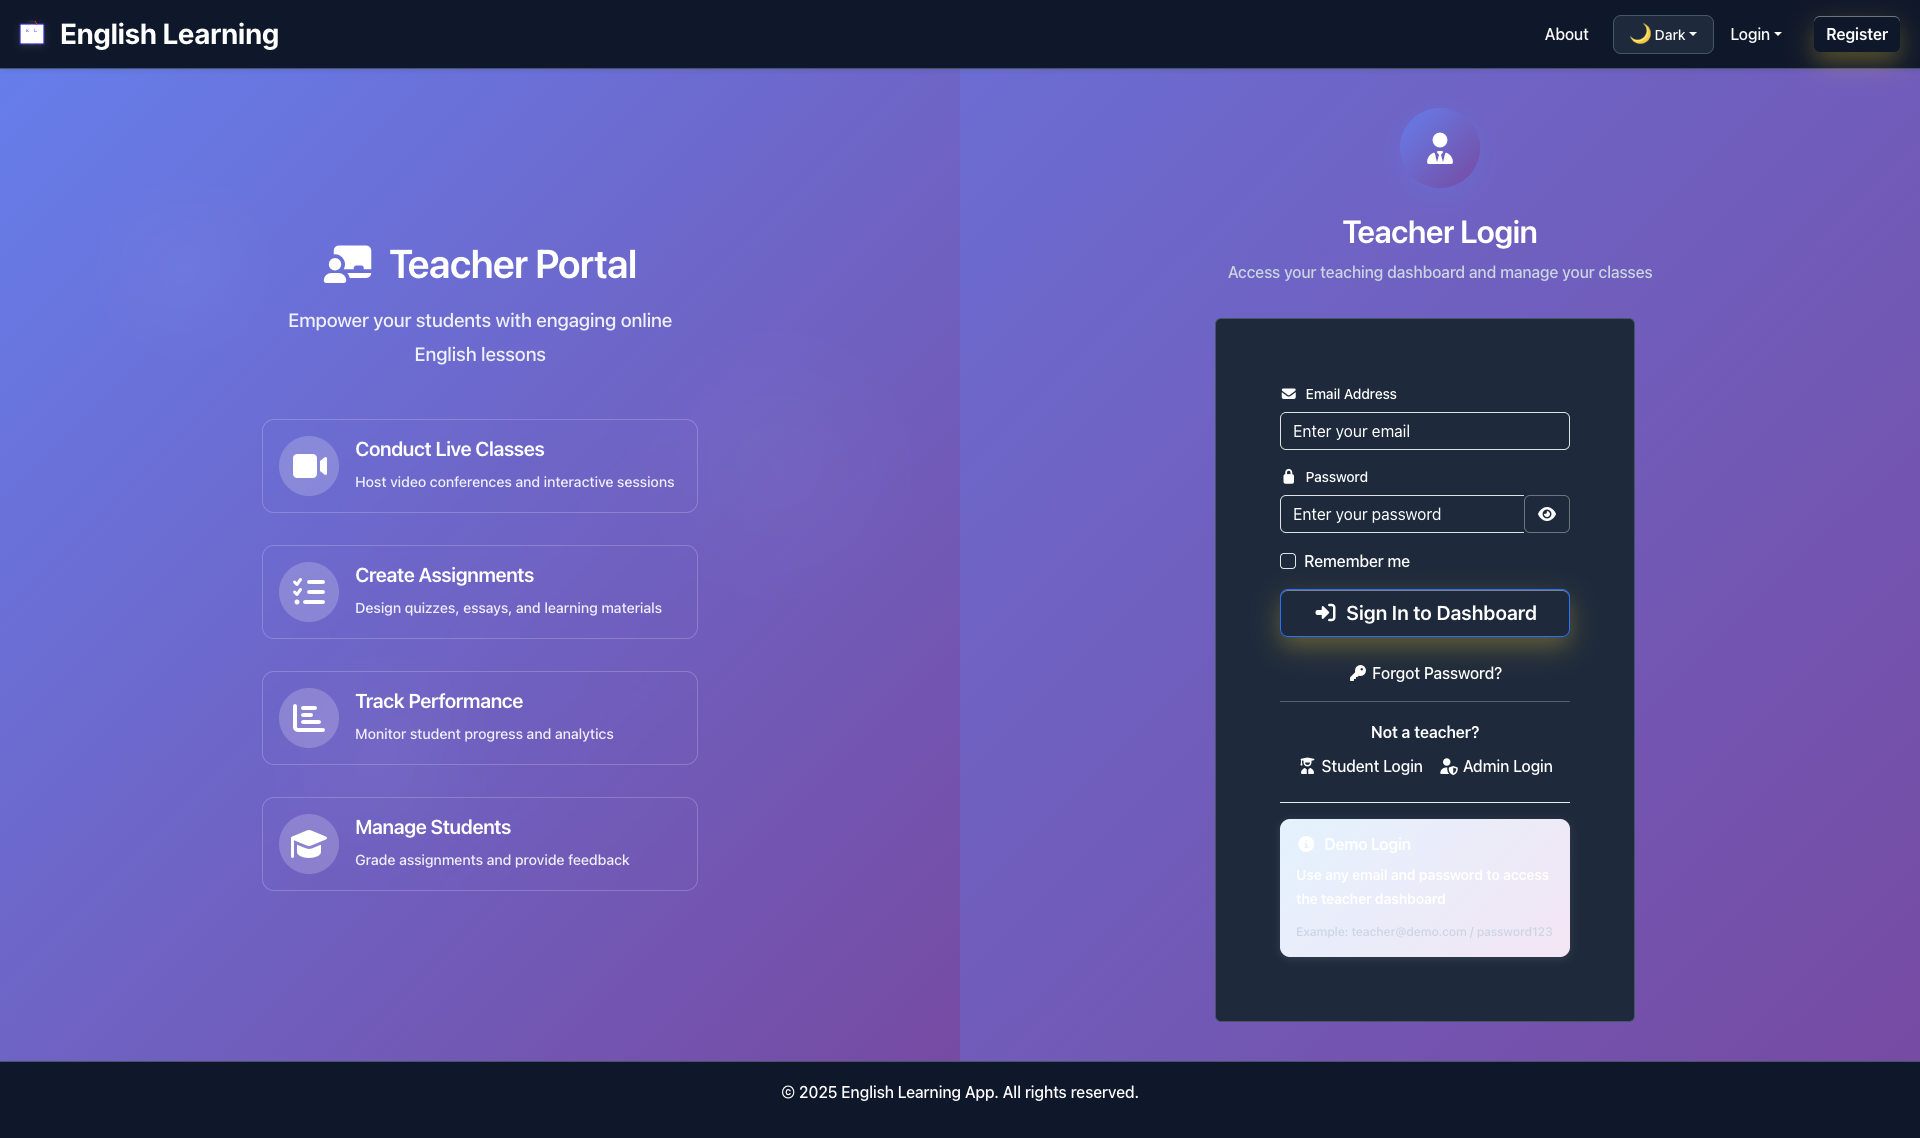 English Learning
About
Dark
Login
Register
Teacher Portal
Empower your students with engaging online
English lessons
Conduct Live Classes
Host video conferences and interactive sessions
Create Assignments
Design quizzes, essays, and learning materials
Track Performance
Monitor student progress and analytics
Manage Students
Grade assignments and provide feedback
Teacher Login
Access your teaching dashboard and manage your classes
Email Address
Enter your email
Password
Enter your password
Remember me
Sign In to Dashboard
Forgot Password?
Not a teacher?
Student Login
Admin Login
Demo Login
Use any email and password to access
the teacher dashboard
Example: teacher@demo.com / password123
© 2025 English Learning App. All rights reserved.